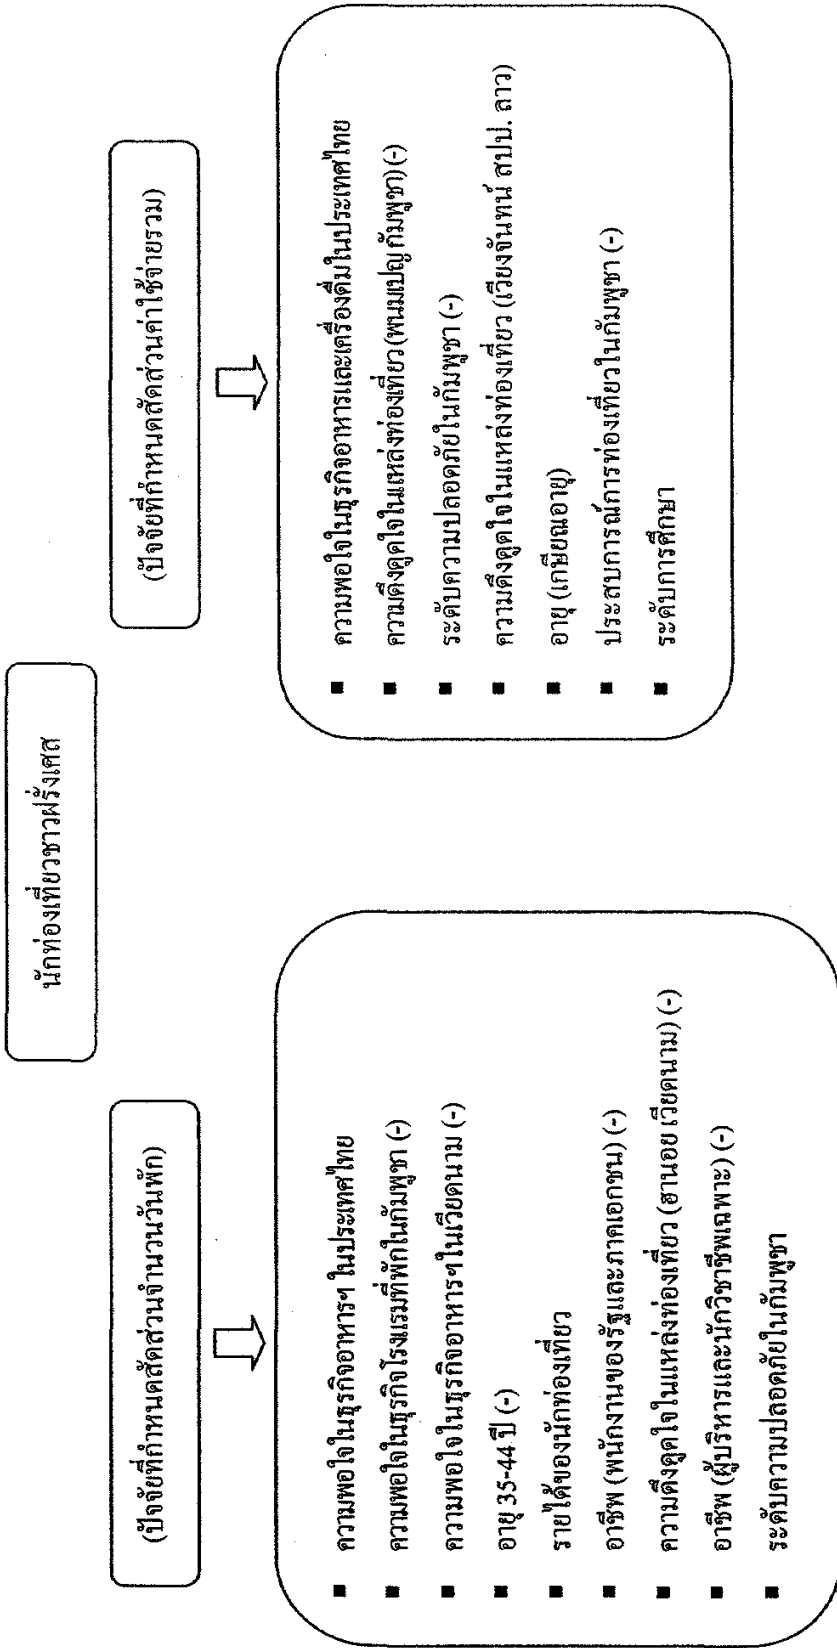 นักท่องเที่ยวชาวฝรั่งเศส
(ปัจจัยที่กำหนดสัดส่วนจำนวนวันพัก)
■ ความพอใจในธุรกิจอาหารฯ ในประเทศไทย
■ ความพอใจในธุรกิจโรงแรมที่พักในกัมพูชา (-)
■ ความพอใจในธุรกิจอาหารฯในเวียดนาม (-)
■ อายุ 35-44 ปี (-)
■ รายได้ของนักท่องเที่ยว
■ อาชีพ (พนักงานของรัฐและภาคเอกชน) (-)
■ ความดึงดูดใจในแหล่งท่องเที่ยว (ฮานอย เวียดนาม) (-)
■ อาชีพ (ผู้บริหารและนักวิชาชีพเฉพาะ) (-)
■ ระดับความปลอดภัยในกัมพูชา
(ปัจจัยที่กำหนดสัดส่วนค่าใช้จ่ายรวม)
■ ความพอใจในธุรกิจอาหารและเครื่องดื่มในประเทศไทย
■ ความดึงดูดใจในแหล่งท่องเที่ยว (พนมเปญ กัมพูชา) (-)
■ ระดับความปลอดภัยในกัมพูชา (-)
■ ความดึงดูดใจในแหล่งท่องเที่ยว (เวียงจันทน์ สปป. ลาว)
■ อายุ (เกษียณอายุ)
■ ประสบการณ์การท่องเที่ยวในกัมพูชา (-)
■ ระดับการศึกษา